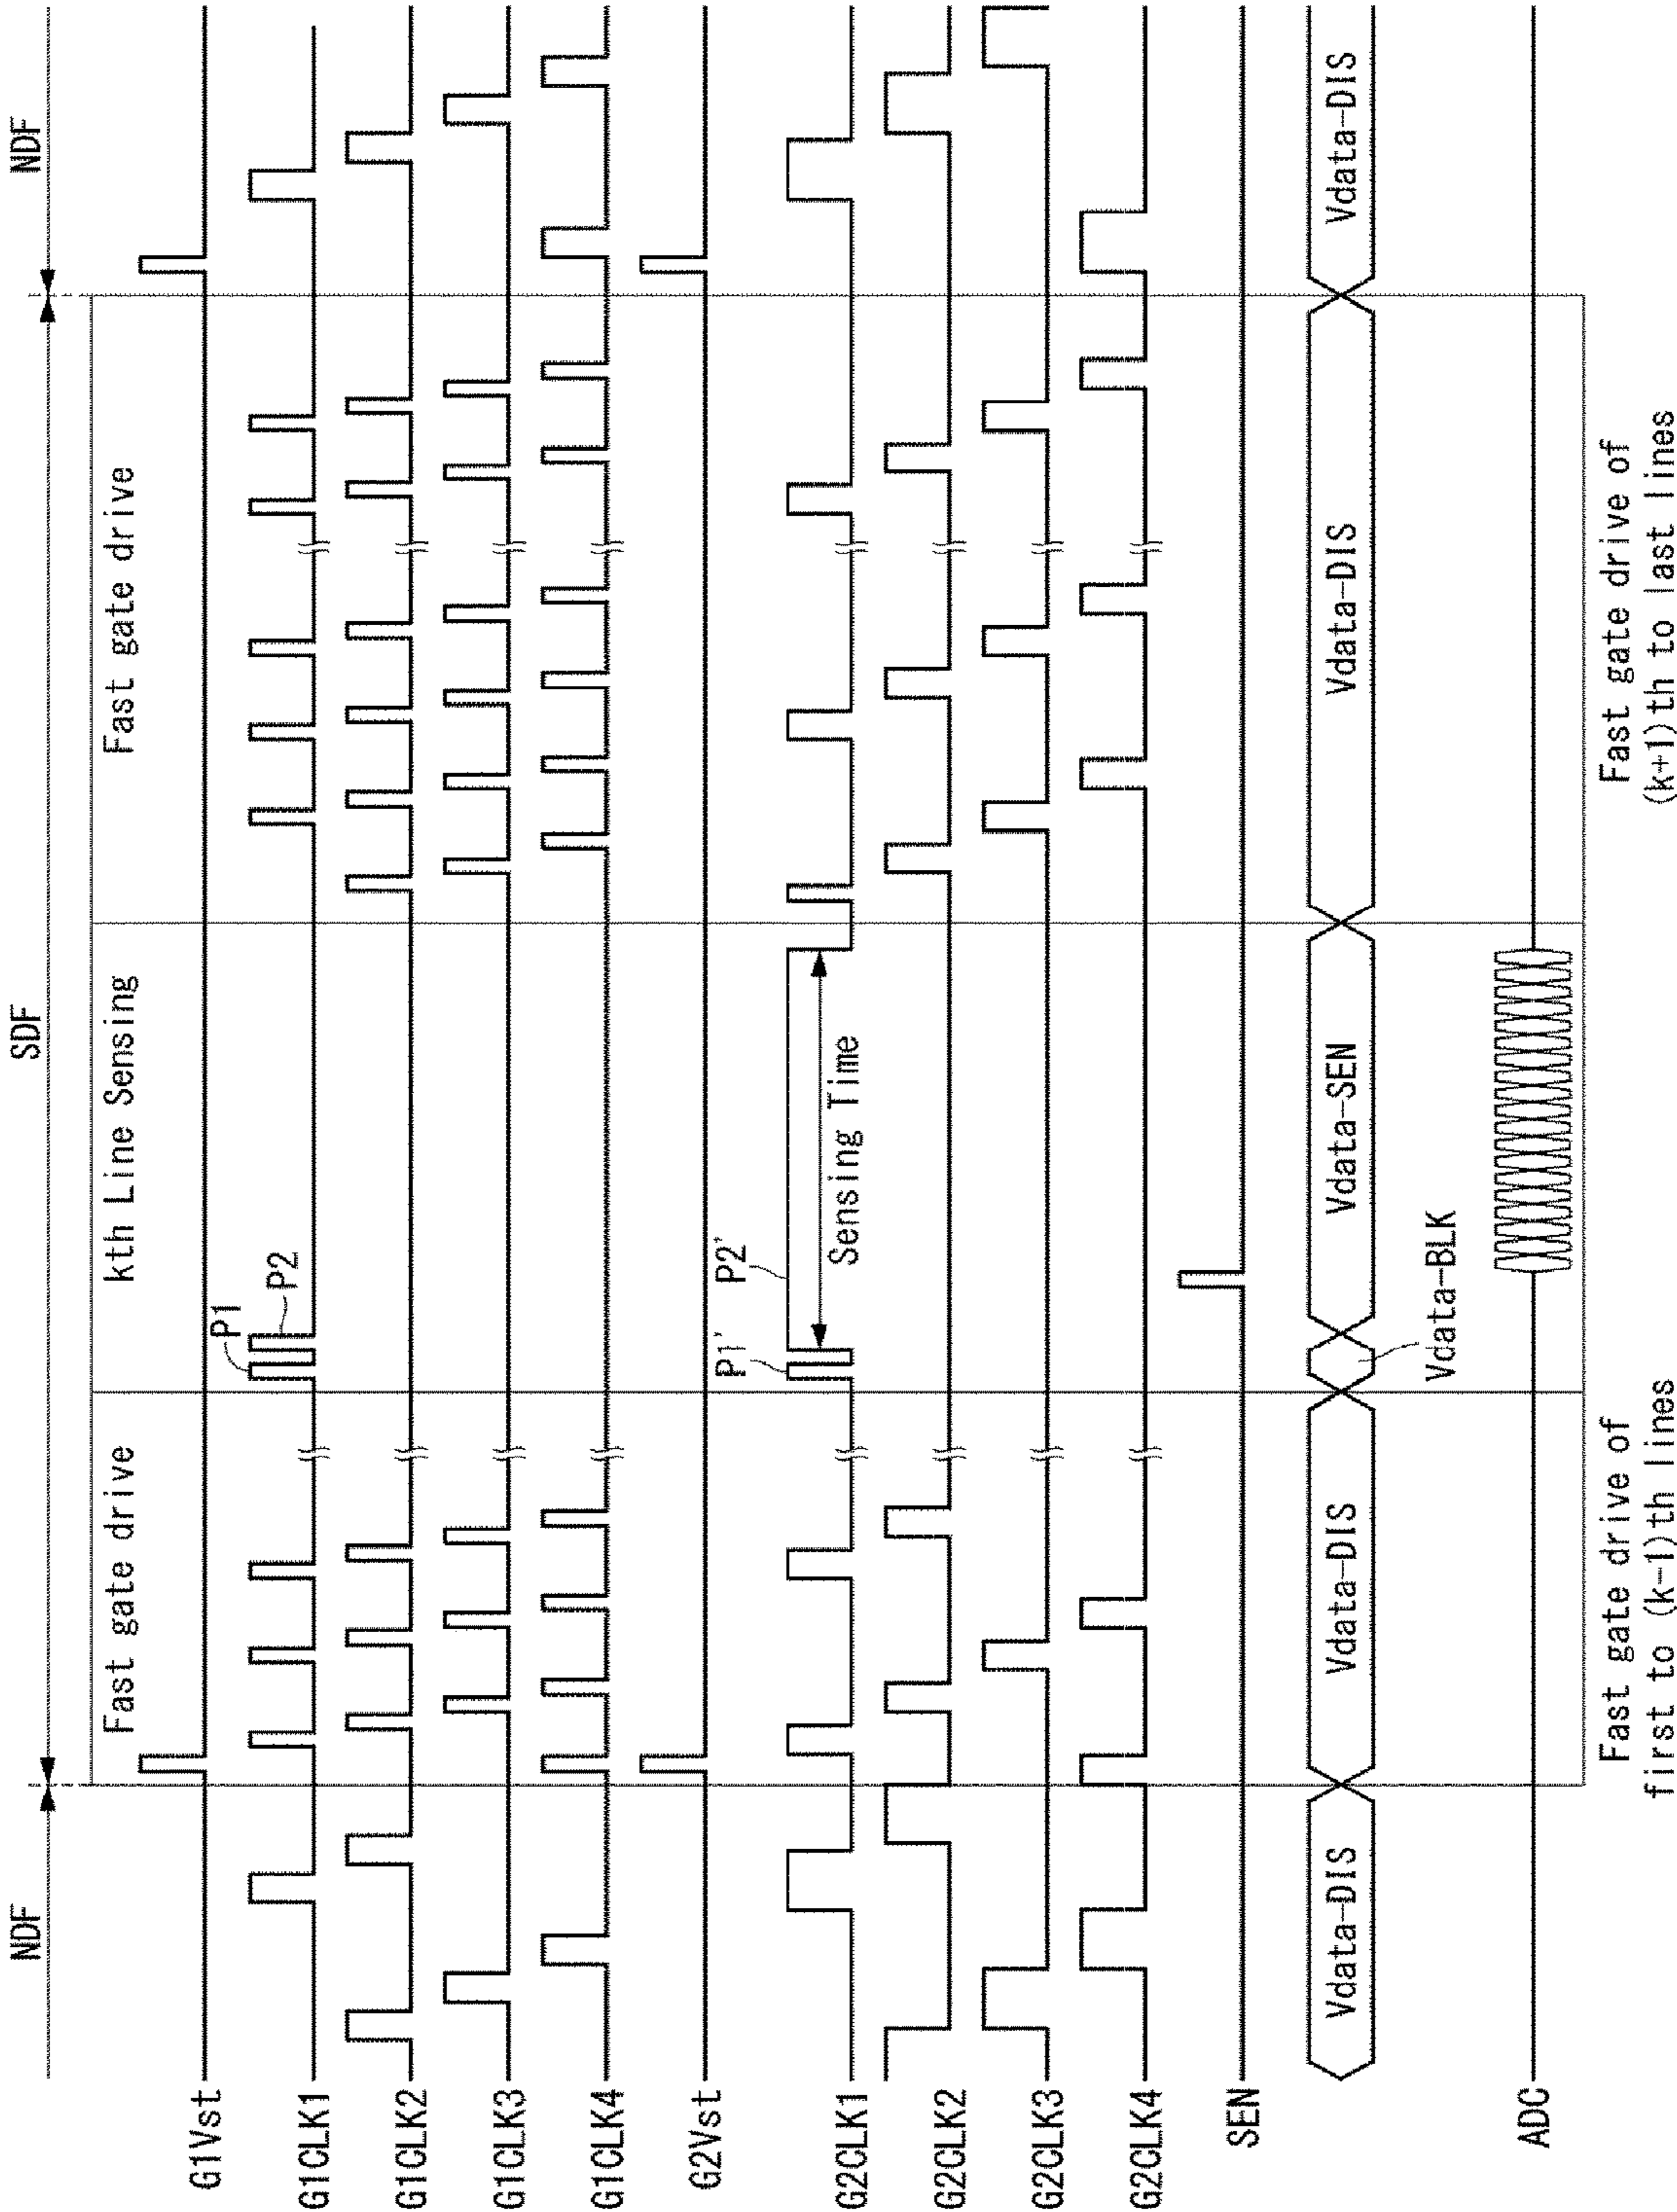 NDF
SDF
NDF
Fast gate drive
kth Line Sensing
Fast gate drive
G1Vst
P1
P2
G1CLK1
G1CLK2
G1CLK3
G1CLK4
G2Vst
P1'
P2'
Sensing Time
G2CLK1
G2CLK2
G2CLK3
G2CLK4
SEN
Vdata-DIS
Vdata-DIS
Vdata-SEN
Vdata-DIS
Vdata-DIS
Vdata-BLK
ADC
Fast gate drive of
first to (k-1)th lines
Fast gate drive of
(k+1)th to last lines